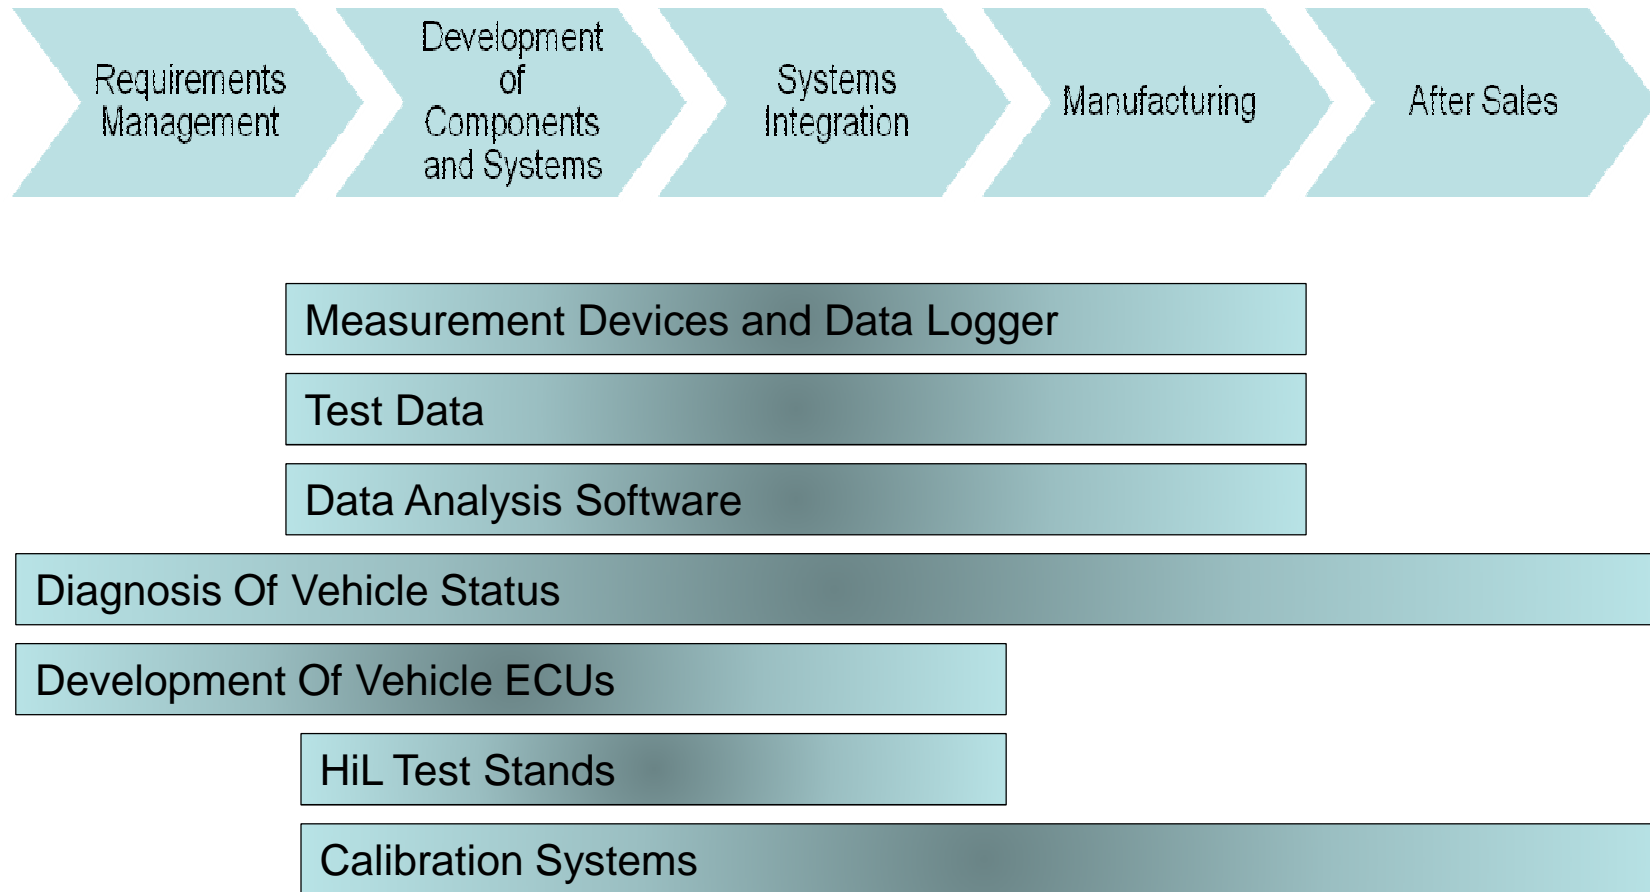 Requirements
Management
Development
of
Components
and Systems
Systems
Integration
Manufacturing
After Sales
Measurement Devices and Data Logger
Test Data
Data Analysis Software
Diagnosis Of Vehicle Status
Development Of Vehicle ECUs
HiL Test Stands
Calibration Systems